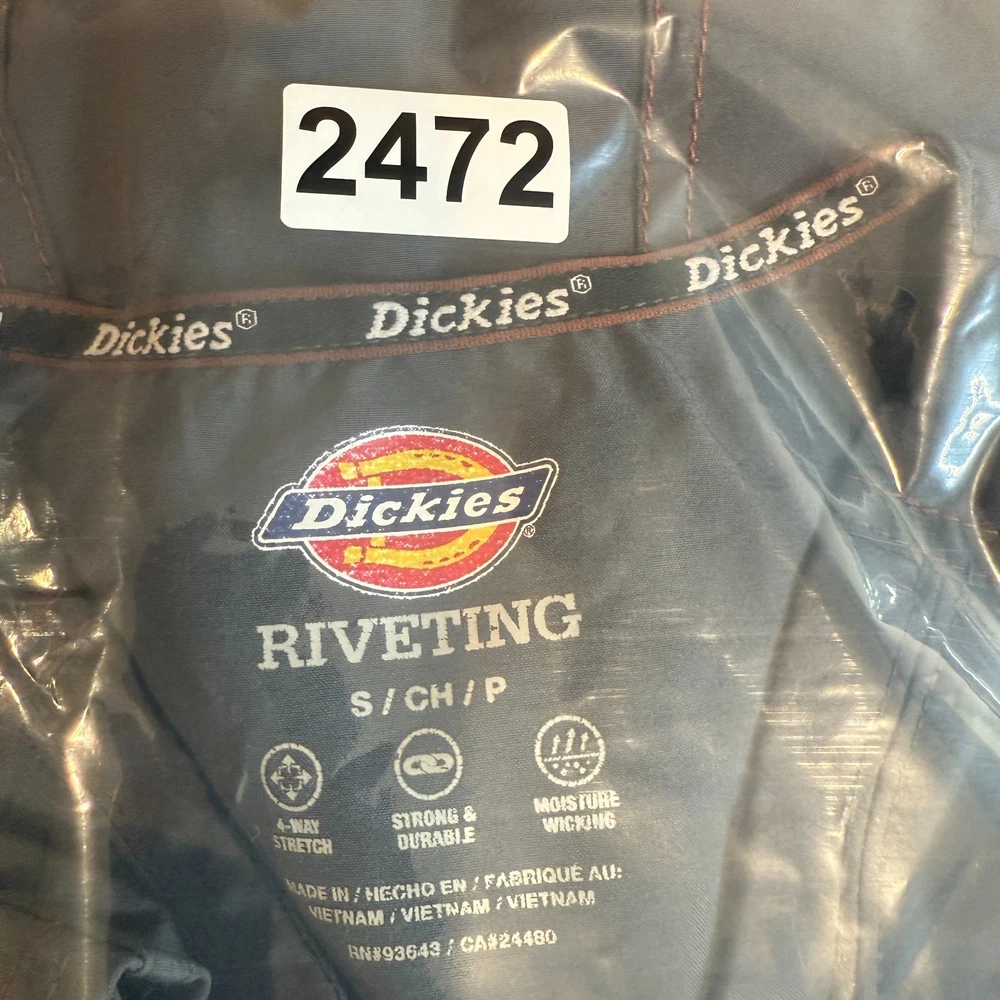 2472
Dickies® Dickies® Dickies®
Dickies®
RIVETING
S / CH / P
4-WAY STRETCH
STRONG & DURABLE
MOISTURE WICKING
MADE IN / HECHO EN / FABRIQUÉ AU:
VIETNAM / VIETNAM / VIETNAM
RN#93643 / CA#24480